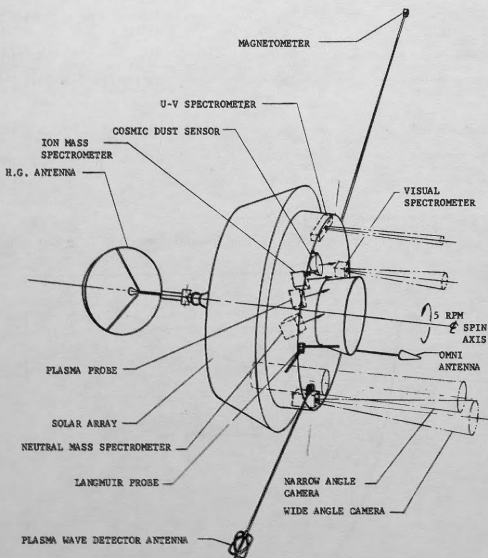 MAGNETOMETER
U-V SPECTROMETER
COSMIC DUST SENSOR
ION MASS
SPECTROMETER
H.G. ANTENNA
VISUAL
SPECTROMETER
5 RPM
SPIN
AXIS
OMNI
ANTENNA
PLASMA PROBE
SOLAR ARRAY
NEUTRAL MASS SPECTROMETER
LANGMUIR PROBE
NARROW ANGLE
CAMERA
WIDE ANGLE CAMERA
PLASMA WAVE DETECTOR ANTENNA